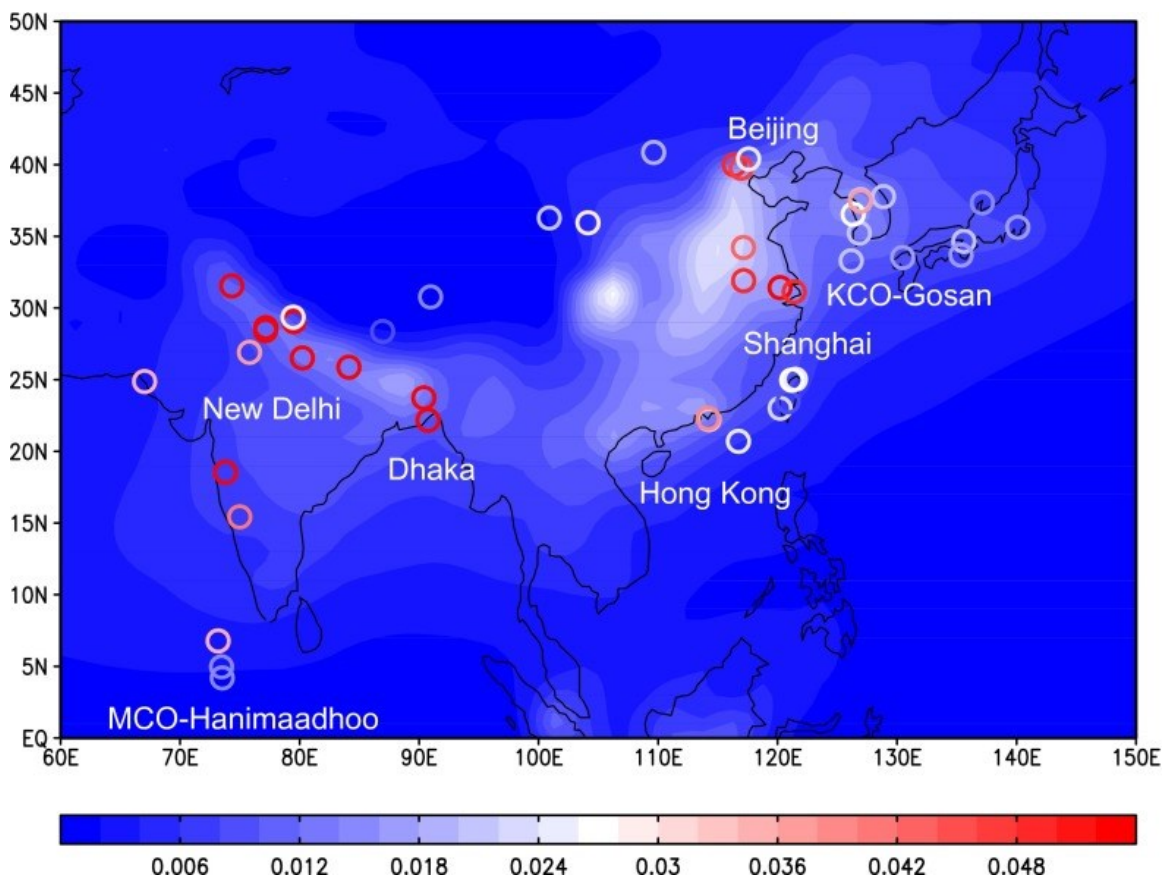 50N
45N
40N
35N
30N
25N
20N
15N
10N
5N
EQ
Beijing
KCO-Gosan
Shanghai
New Delhi
Dhaka
Hong Kong
MCO-Hanimaadhoo
60E 70E 80E 90E 100E 110E 120E 130E 140E 150E
0.006 0.012 0.018 0.024 0.03 0.036 0.042 0.048